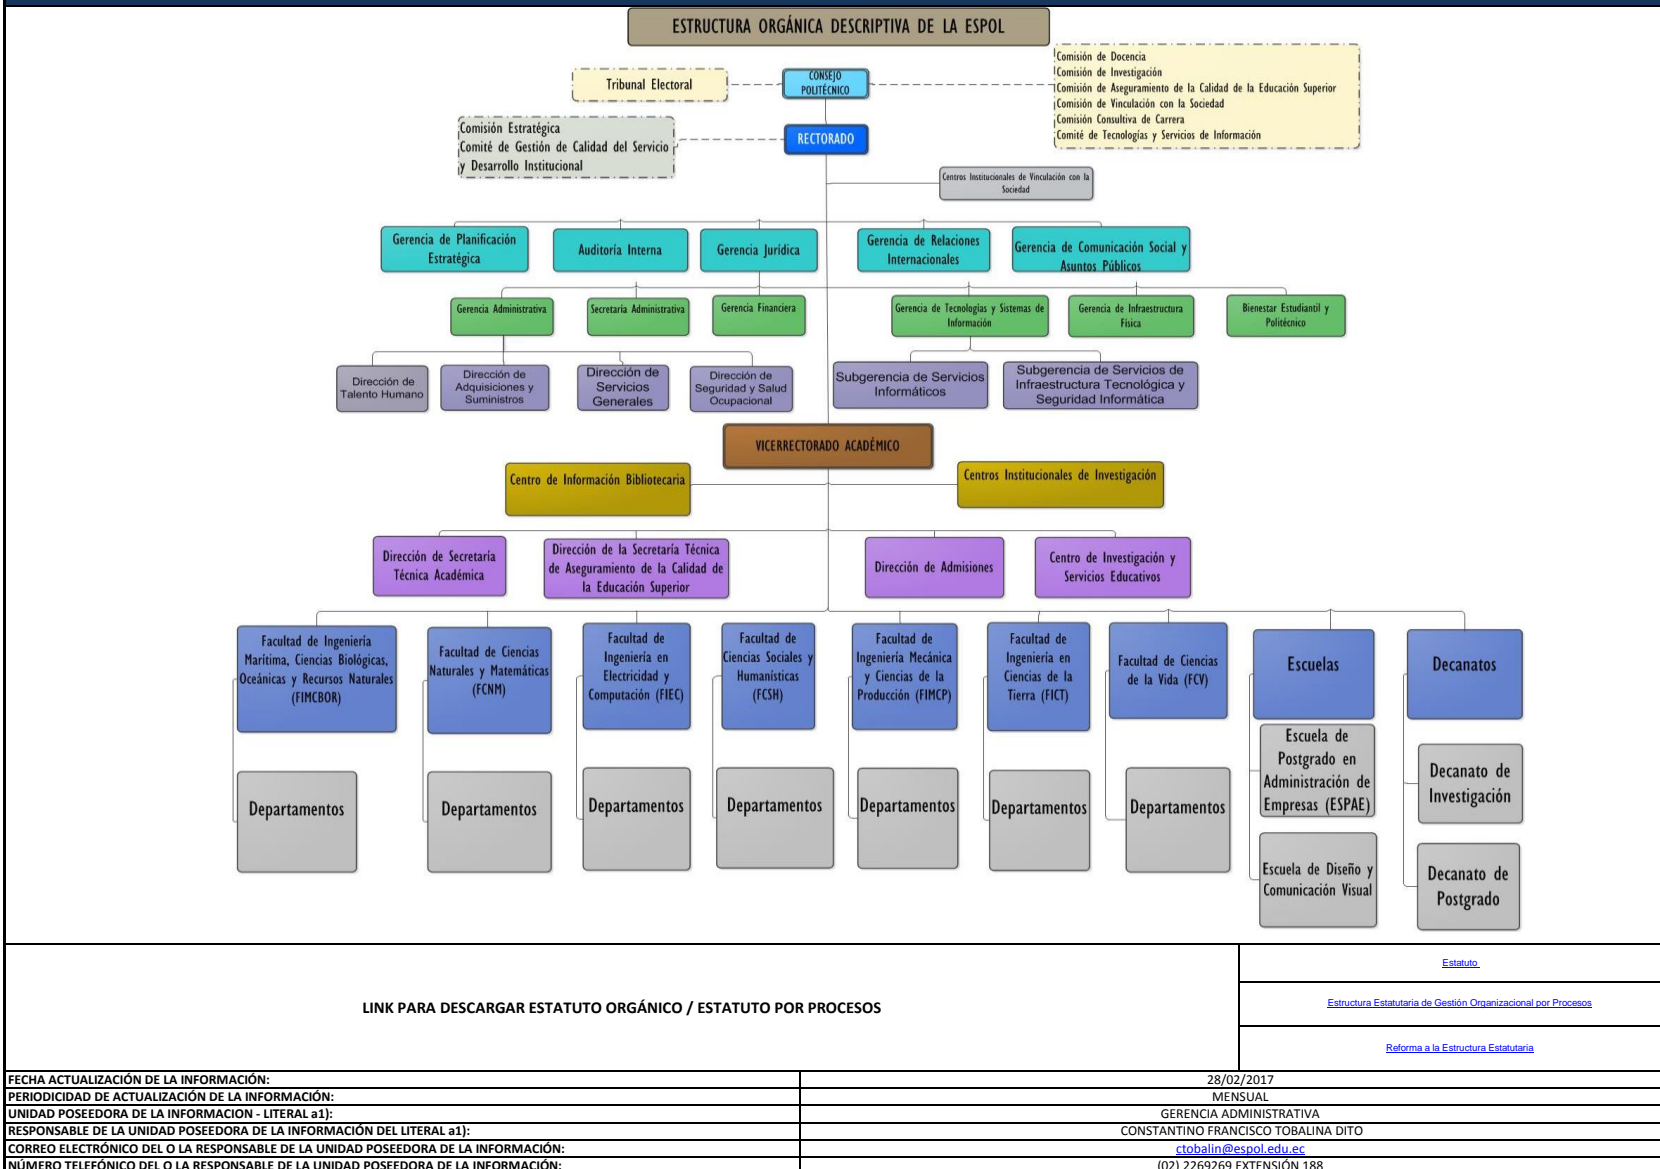 ESTRUCTURA ORGÁNICA DESCRIPTIVA DE LA ESPOL
Tribunal Electoral
CONSEJO
POLITÉCNICO
Comisión de Docencia
Comisión de Investigación
Comisión de Aseguramiento de la Calidad de la Educación Superior
Comisión de Vinculación con la Sociedad
Comisión Consultiva de Carrera
Comité de Tecnologías y Servicios de Información
Comisión Estratégica
Comité de Gestión de Calidad del Servicio
y Desarrollo Institucional
RECTORADO
Centros Institucionales de Vinculación con la
Sociedad
Gerencia de Planificación
Estratégica
Auditoría Interna
Gerencia Jurídica
Gerencia de Relaciones
Internacionales
Gerencia de Comunicación Social y
Asuntos Públicos
Gerencia Administrativa
Secretaría Administrativa
Gerencia Financiera
Gerencia de Tecnologías y Sistemas de
Información
Gerencia de Infraestructura
Física
Bienestar Estudiantil y
Politécnico
Dirección de
Talento Humano
Dirección de
Adquisiciones y
Suministros
Dirección de
Servicios
Generales
Dirección de
Seguridad y Salud
Ocupacional
Subgerencia de Servicios
Informáticos
Subgerencia de Servicios de
Infraestructura Tecnológica y
Seguridad Informática
VICERRECTORADO ACADÉMICO
Centro de Información Bibliotecaria
Centros Institucionales de Investigación
Dirección de Secretaría
Técnica Académica
Dirección de la Secretaría Técnica
de Aseguramiento de la Calidad de
la Educación Superior
Dirección de Admisiones
Centro de Investigación y
Servicios Educativos
Facultad de Ingeniería
Marítima, Ciencias Biológicas,
Oceánicas y Recursos Naturales
(FIMCBOR)
Facultad de Ciencias
Naturales y Matemáticas
(FCNM)
Facultad de
Ingeniería en
Electricidad y
Computación (FIEC)
Facultad de
Ciencias Sociales y
Humanísticas
(FCSH)
Facultad de
Ingeniería Mecánica
y Ciencias de la
Producción (FIMCP)
Facultad de
Ingeniería en
Ciencias de la
Tierra (FICT)
Facultad de Ciencias
de la Vida (FCV)
Escuelas
Decanatos
Departamentos
Departamentos
Departamentos
Departamentos
Departamentos
Departamentos
Departamentos
Escuela de
Postgrado en
Administración de
Empresas (ESPAE)
Decanato de
Investigación
Escuela de Diseño y
Comunicación Visual
Decanato de
Postgrado
LINK PARA DESCARGAR ESTATUTO ORGÁNICO / ESTATUTO POR PROCESOS
Estatuto
Estructura Estatutaria de Gestión Organizacional por Procesos
Reforma a la Estructura Estatutaria
FECHA ACTUALIZACIÓN DE LA INFORMACIÓN: 28/02/2017
PERIODICIDAD DE ACTUALIZACIÓN DE LA INFORMACIÓN: MENSUAL
UNIDAD POSEEDORA DE LA INFORMACION - LITERAL a1): GERENCIA ADMINISTRATIVA
RESPONSABLE DE LA UNIDAD POSEEDORA DE LA INFORMACIÓN DEL LITERAL a1): CONSTANTINO FRANCISCO TOBALINA DITO
CORREO ELECTRÓNICO DEL O LA RESPONSABLE DE LA UNIDAD POSEEDORA DE LA INFORMACIÓN: ctobalin@espol.edu.ec
NÚMERO TELEFÓNICO DEL O LA RESPONSABLE DE LA UNIDAD POSEEDORA DE LA INFORMACIÓN: (02) 2269269 EXTENSIÓN 188